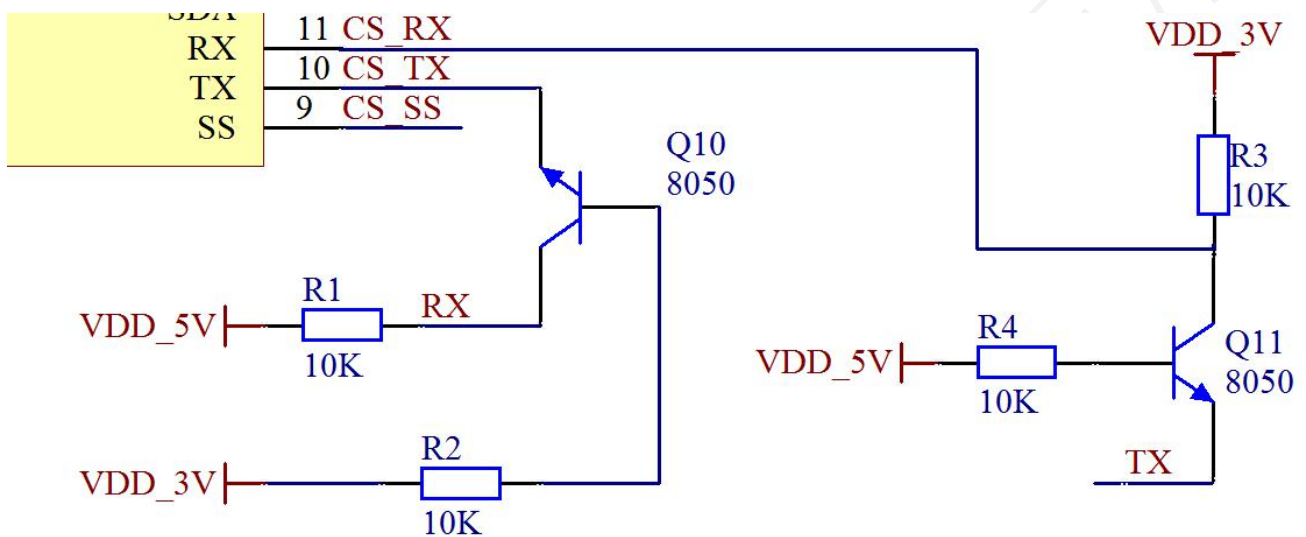 SDA
RX
11 CS_RX
TX
10 CS_TX
SS
9 CS_SS
Q10
8050
VDD_5V
R1
10K
RX
VDD_3V
R2
10K
VDD_3V
R3
10K
VDD_5V
R4
10K
Q11
8050
TX